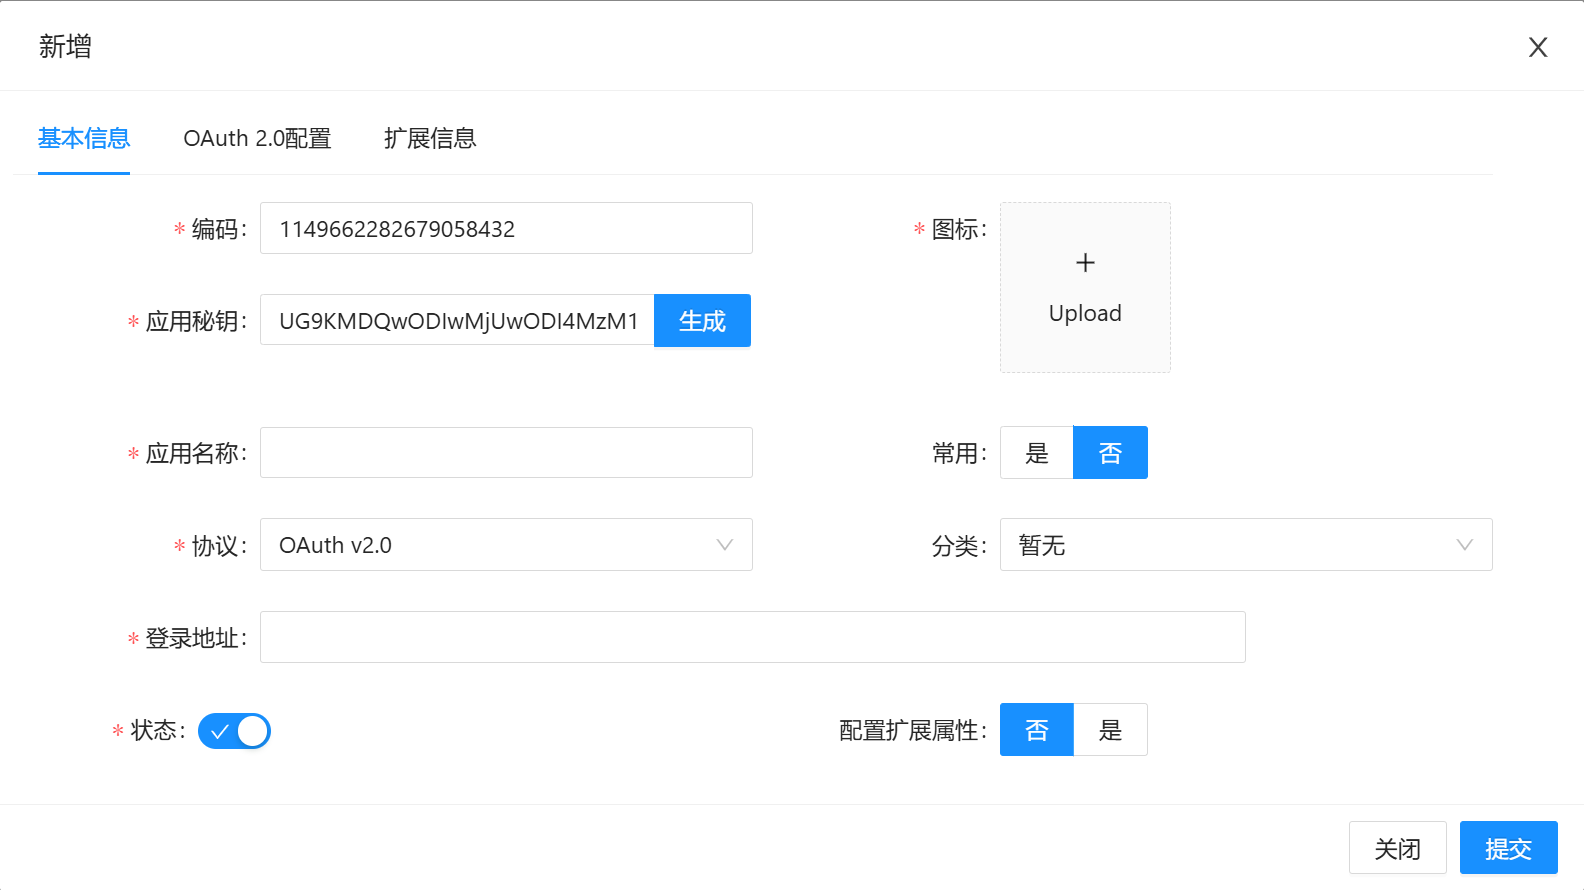 新增
基本信息 OAuth 2.0配置 扩展信息
* 编码: 1149662282679058432
* 图标: Upload
* 应用秘钥: UG9KMDQwODIwMjUwODI4MzM1 生成
* 应用名称:
常用: 是 否
* 协议: OAuth v2.0
分类: 暂无
* 登录地址:
* 状态:
配置扩展属性: 否 是
关闭 提交